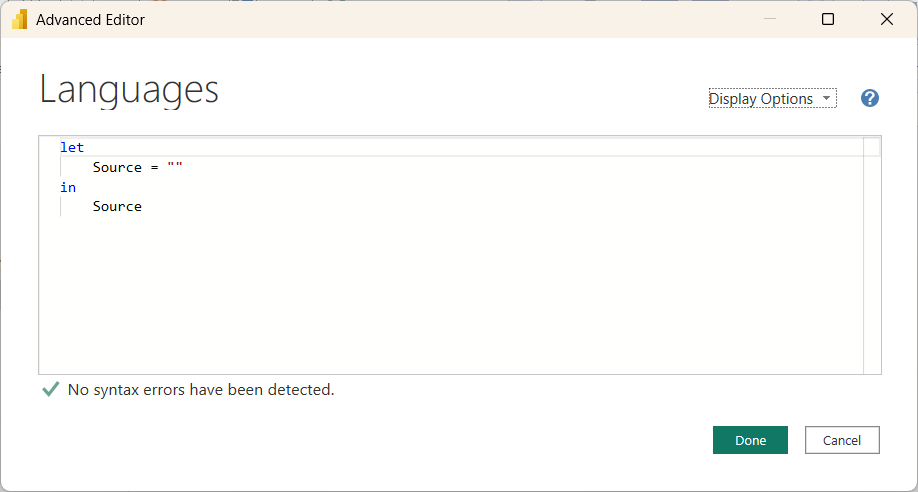 Advanced Editor
Languages
Display Options
?
let
    Source = ""
in
    Source
No syntax errors have been detected.
Done
Cancel